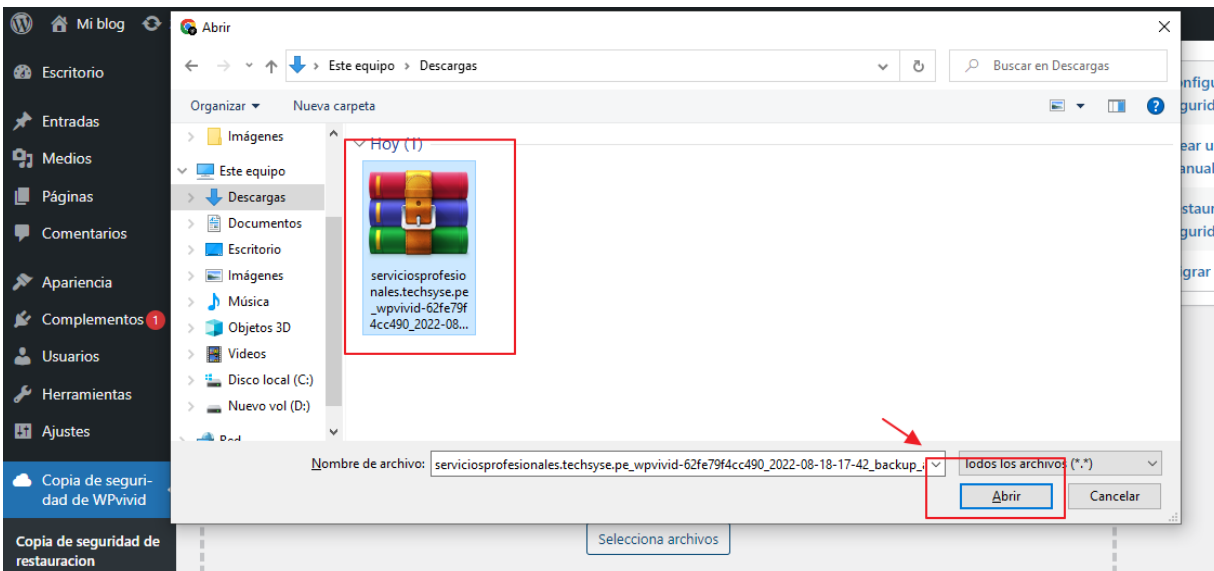 Mi blog
Escritorio
Entradas
Medios
Páginas
Comentarios
Apariencia
Complementos 1
Usuarios
Herramientas
Ajustes
Copia de seguri-
dad de WPvivid
Copia de seguridad de
restauracion
Abrir
Este equipo > Descargas
Buscar en Descargas
Organizar
Nueva carpeta
Imágenes
Este equipo
Descargas
Documentos
Escritorio
Imágenes
Música
Objetos 3D
Videos
Disco local (C:)
Nuevo vol (D:)
Red
Hoy (1)
serviciosprofesio
nales.techsyse.pe
_wpvivid-62fe79f
4cc490_2022-08...
Nombre de archivo:
serviciosprofesionales.techsyse.pe_wpvivid-62fe79f4cc490_2022-08-18-17-42_backup_
Todos los archivos (*.*)
Abrir
Cancelar
Selecciona archivos